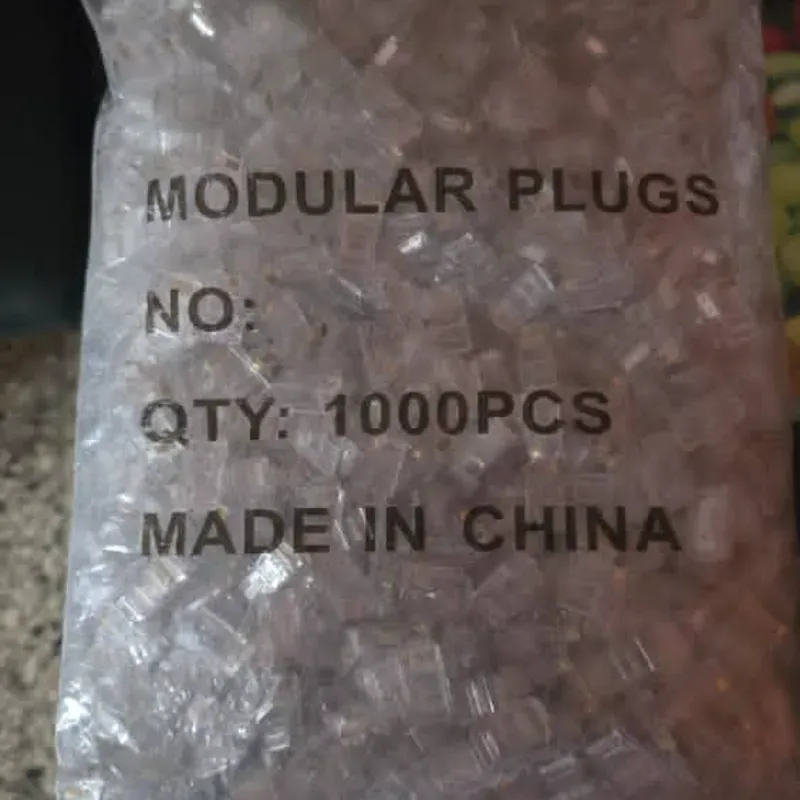 MODULAR PLUGS
NO:
QTY: 1000PCS
MADE IN CHINA